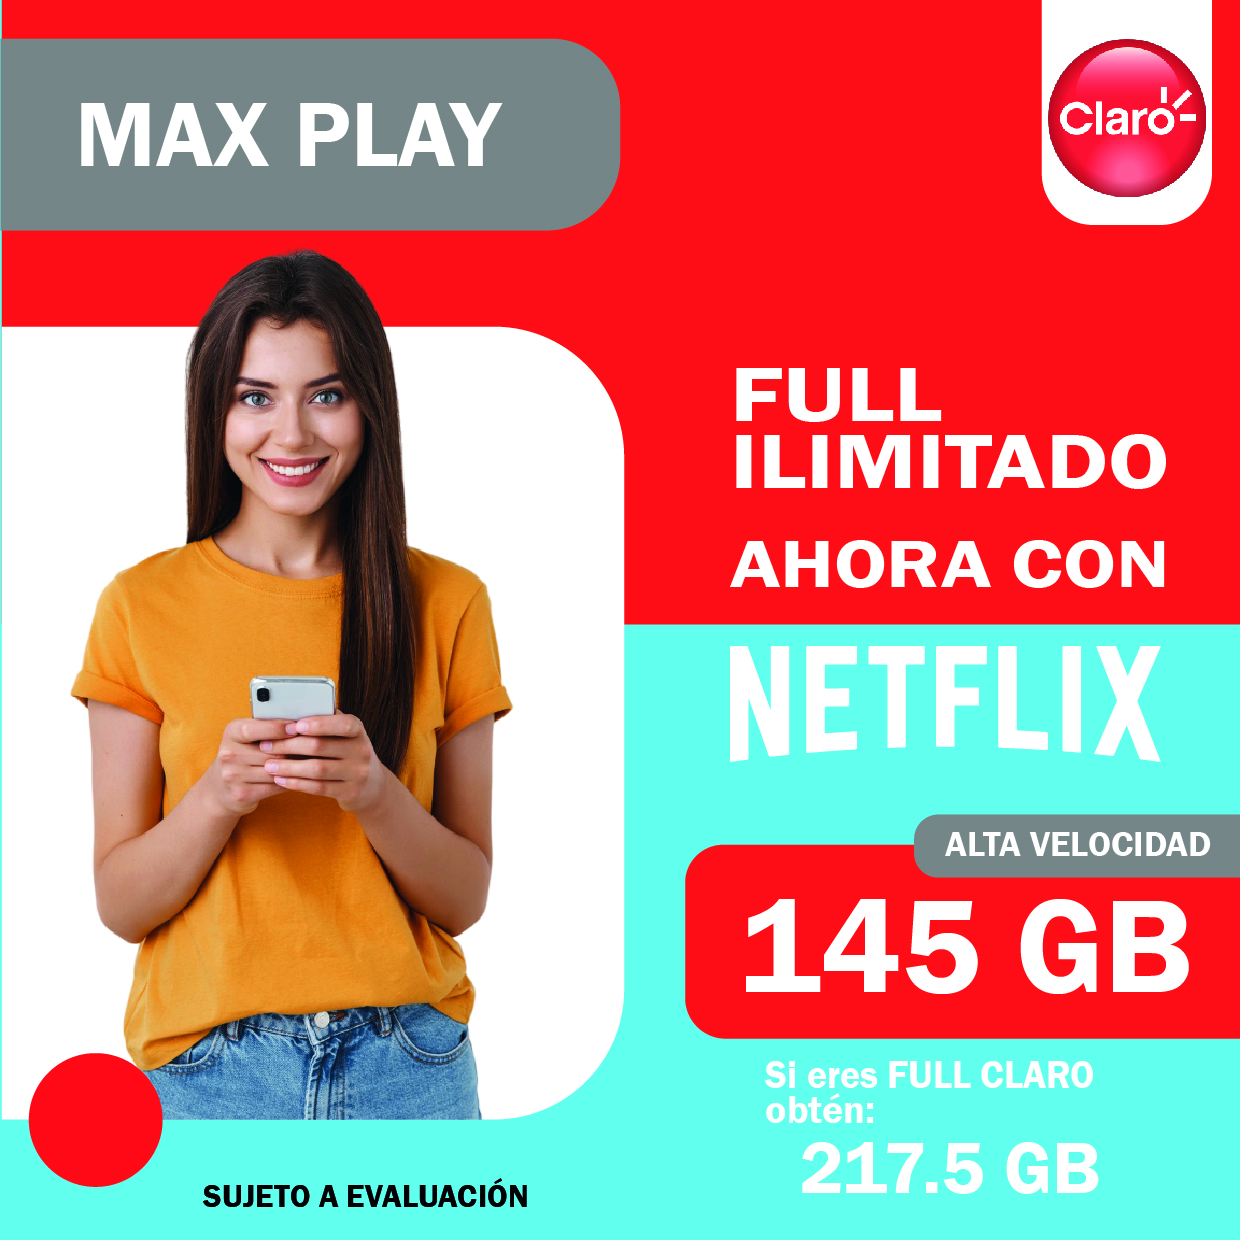 MAX PLAY
Claro
FULL
ILIMITADO
AHORA CON
NETFLIX
ALTA VELOCIDAD
145 GB
Si eres FULL CLARO
obtén:
217.5 GB
SUJETO A EVALUACIÓN